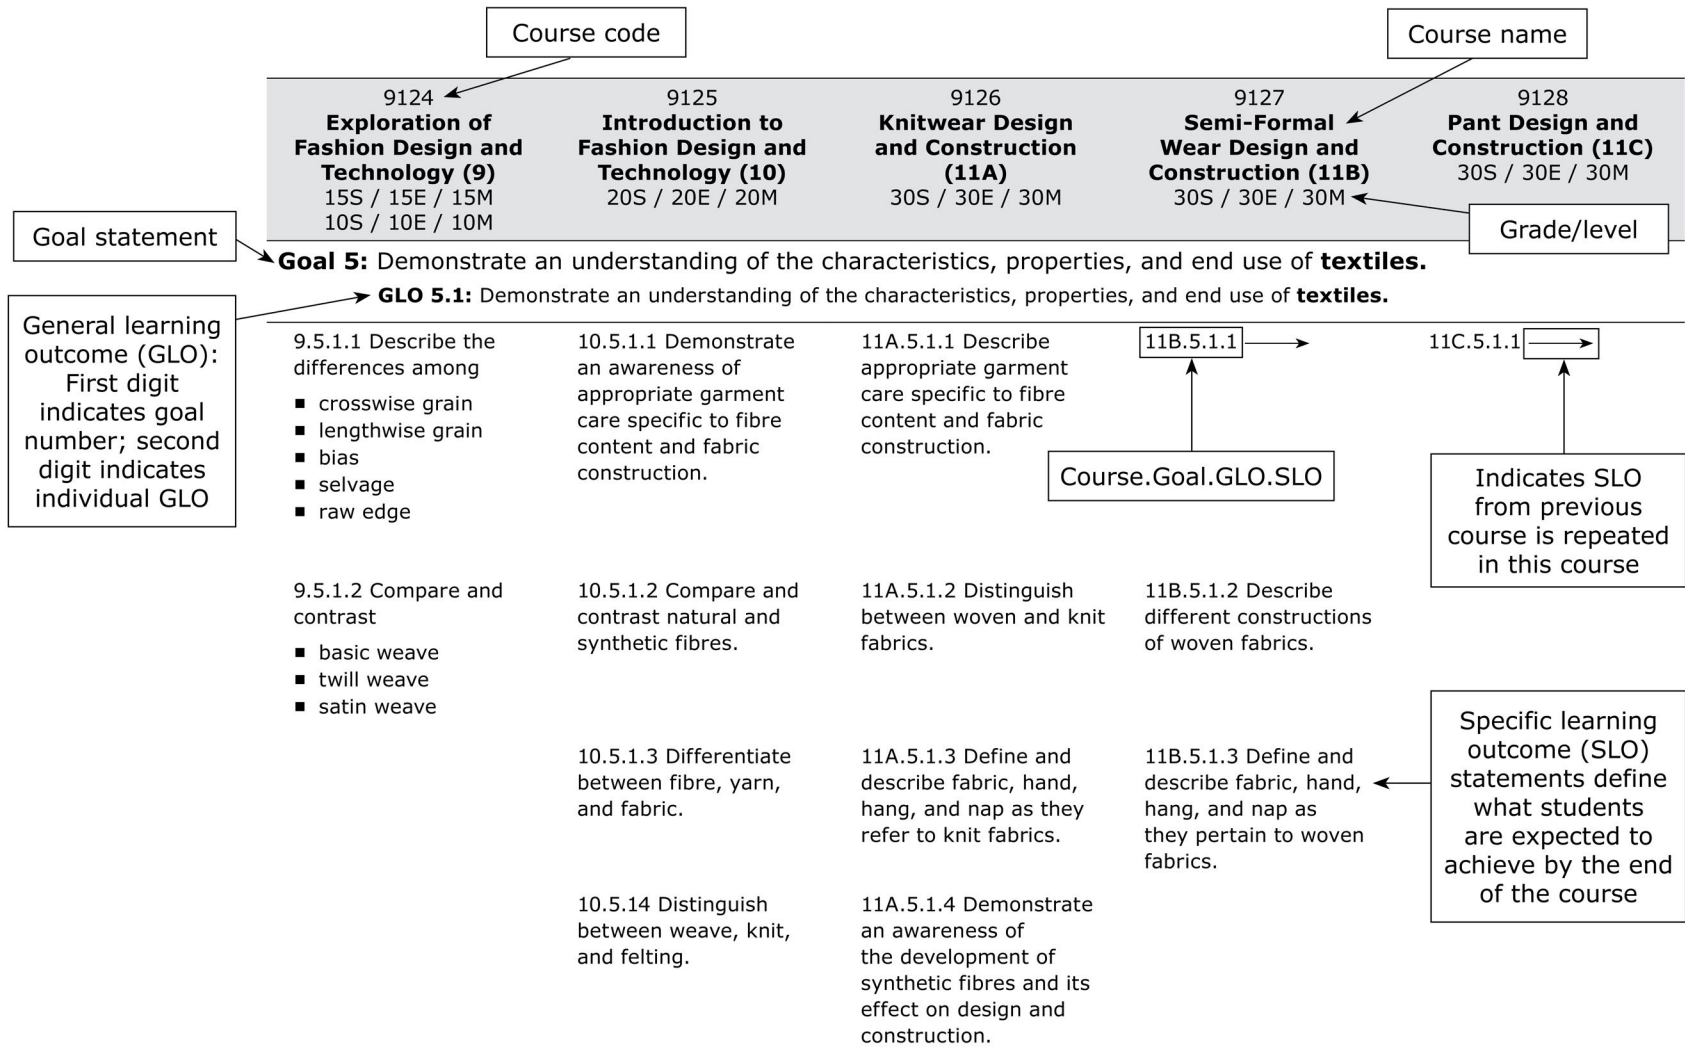 Course code
Course name
9124
Exploration of
Fashion Design and
Technology (9)
15S / 15E / 15M
10S / 10E / 10M
9125
Introduction to
Fashion Design and
Technology (10)
20S / 20E / 20M
9126
Knitwear Design
and Construction
(11A)
30S / 30E / 30M
9127
Semi-Formal
Wear Design and
Construction (11B)
30S / 30E / 30M
9128
Pant Design and
Construction (11C)
30S / 30E / 30M
Grade/level
Goal statement
Goal 5: Demonstrate an understanding of the characteristics, properties, and end use of textiles.
GLO 5.1: Demonstrate an understanding of the characteristics, properties, and end use of textiles.
General learning
outcome (GLO):
First digit
indicates goal
number; second
digit indicates
individual GLO
9.5.1.1 Describe the
differences among
■ crosswise grain
■ lengthwise grain
■ bias
■ selvage
■ raw edge
10.5.1.1 Demonstrate
an awareness of
appropriate garment
care specific to fibre
content and fabric
construction.
11A.5.1.1 Describe
appropriate garment
care specific to fibre
content and fabric
construction.
11B.5.1.1
11C.5.1.1
Course.Goal.GLO.SLO
Indicates SLO
from previous
course is repeated
in this course
9.5.1.2 Compare and
contrast
■ basic weave
■ twill weave
■ satin weave
10.5.1.2 Compare and
contrast natural and
synthetic fibres.
11A.5.1.2 Distinguish
between woven and knit
fabrics.
11B.5.1.2 Describe
different constructions
of woven fabrics.
10.5.1.3 Differentiate
between fibre, yarn,
and fabric.
11A.5.1.3 Define and
describe fabric, hand,
hang, and nap as they
refer to knit fabrics.
11B.5.1.3 Define and
describe fabric, hand,
hang, and nap as
they pertain to woven
fabrics.
Specific learning
outcome (SLO)
statements define
what students
are expected to
achieve by the end
of the course
10.5.14 Distinguish
between weave, knit,
and felting.
11A.5.1.4 Demonstrate
an awareness of
the development of
synthetic fibres and its
effect on design and
construction.